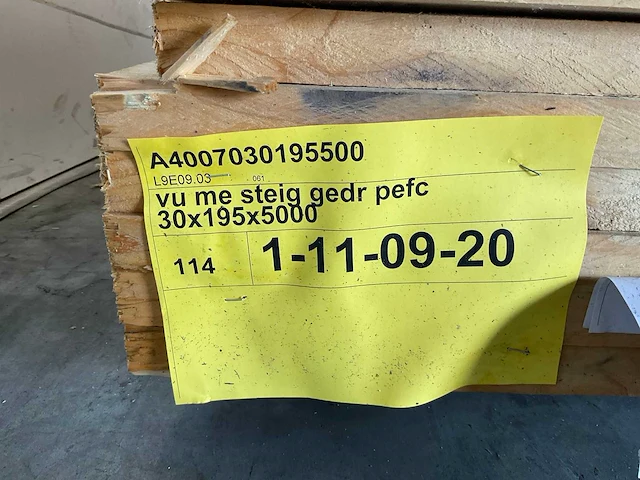 A4007030195500
L9E09.03 061
vu me steig gedr pefc
30x195x5000
114 1-11-09-20